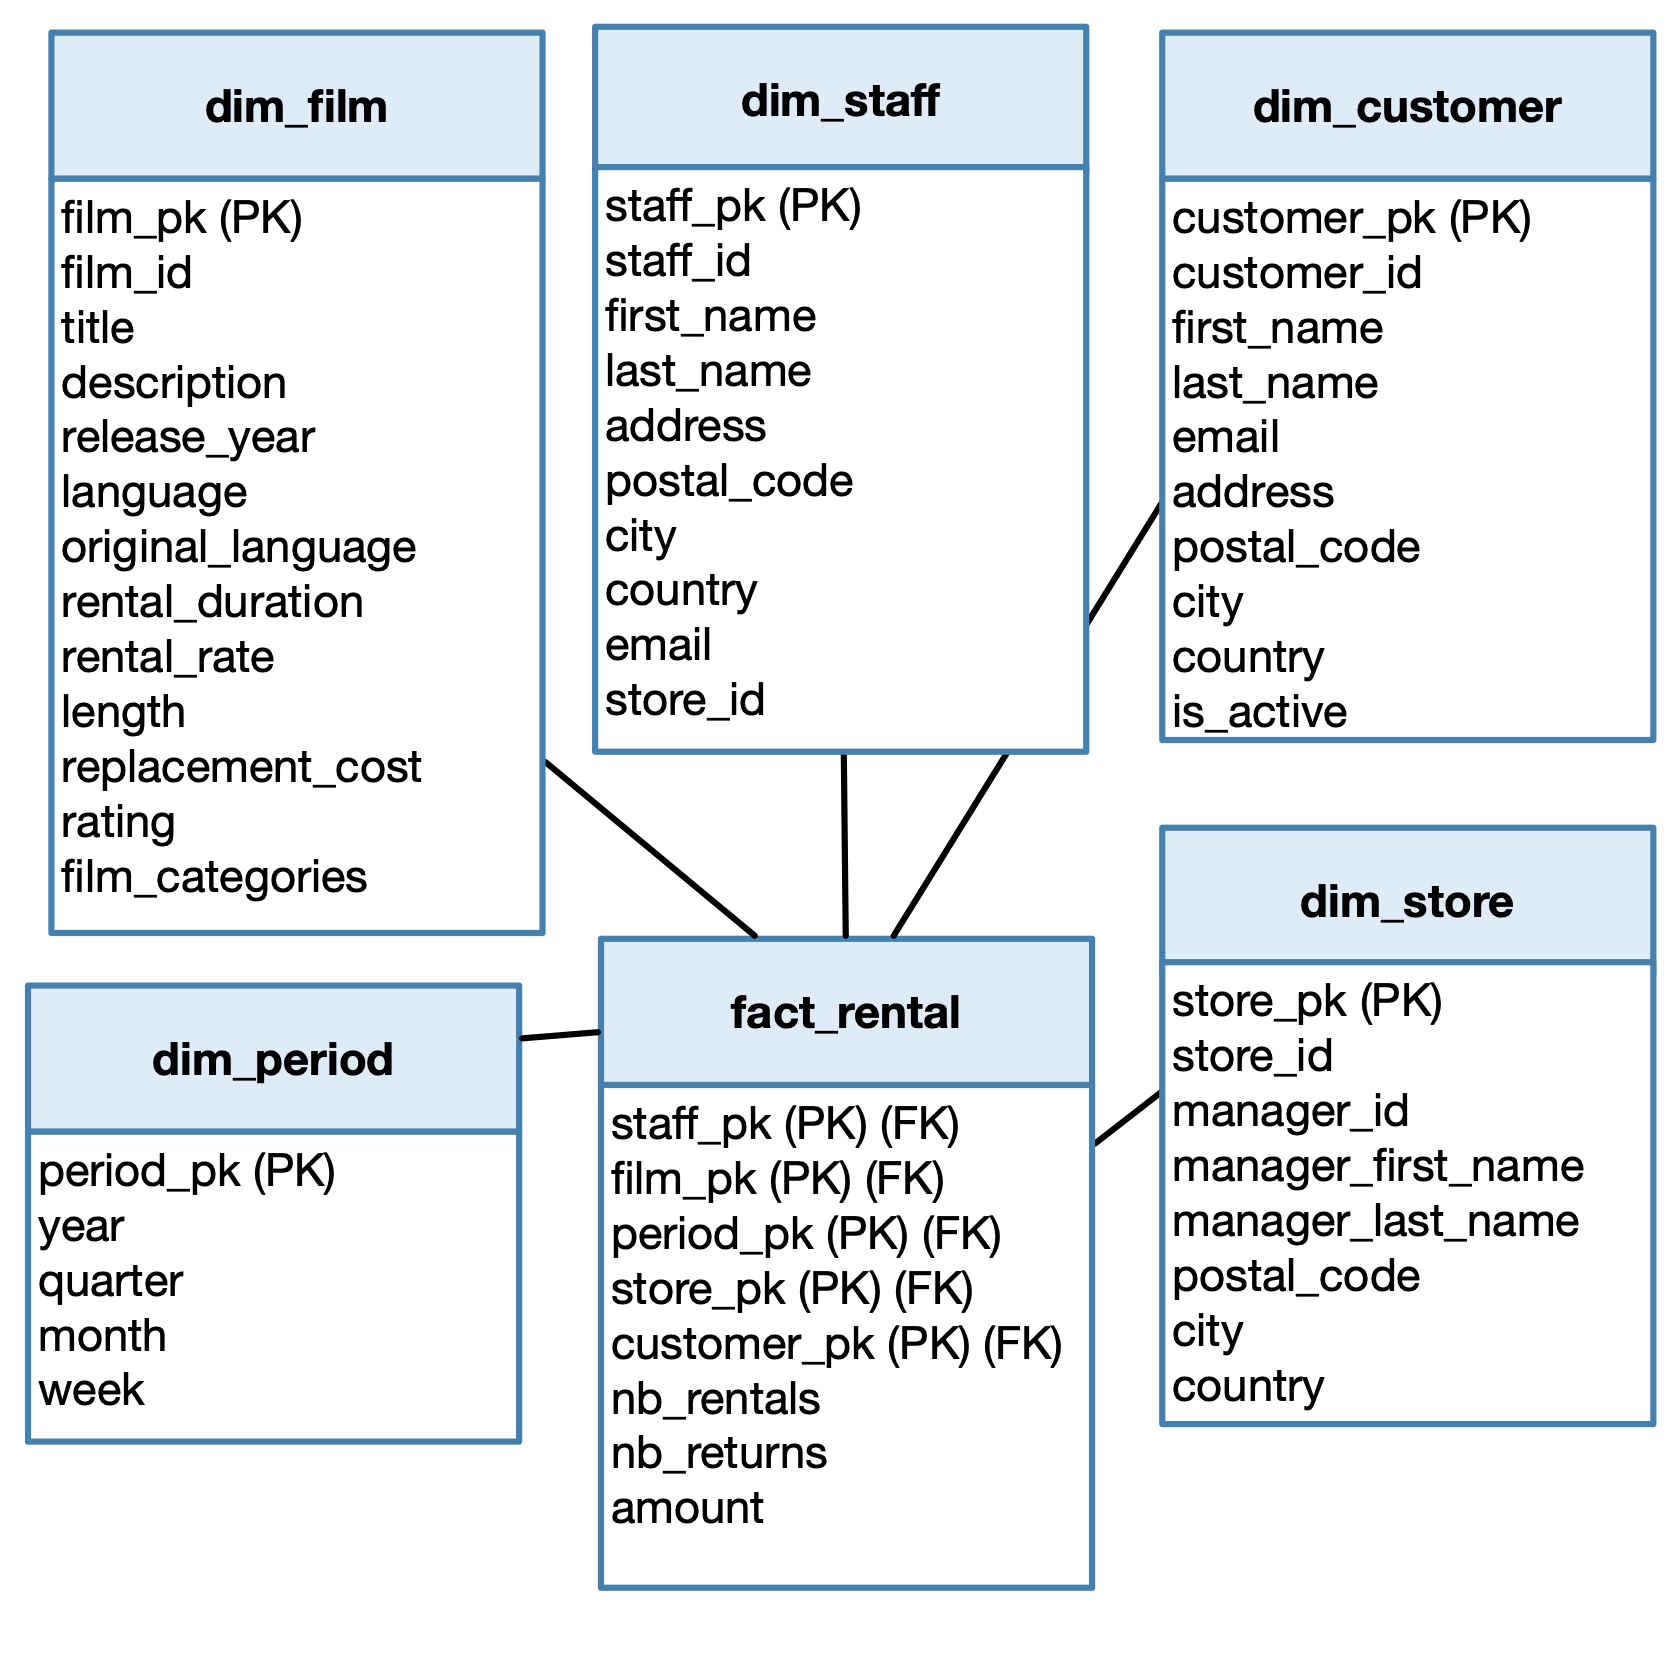 dim_film
film_pk (PK)
film_id
title
description
release_year
language
original_language
rental_duration
rental_rate
length
replacement_cost
rating
film_categories
dim_staff
staff_pk (PK)
staff_id
first_name
last_name
address
postal_code
city
country
email
store_id
dim_customer
customer_pk (PK)
customer_id
first_name
last_name
email
address
postal_code
city
country
is_active
dim_period
period_pk (PK)
year
quarter
month
week
fact_rental
staff_pk (PK) (FK)
film_pk (PK) (FK)
period_pk (PK) (FK)
store_pk (PK) (FK)
customer_pk (PK) (FK)
nb_rentals
nb_returns
amount
dim_store
store_pk (PK)
store_id
manager_id
manager_first_name
manager_last_name
postal_code
city
country